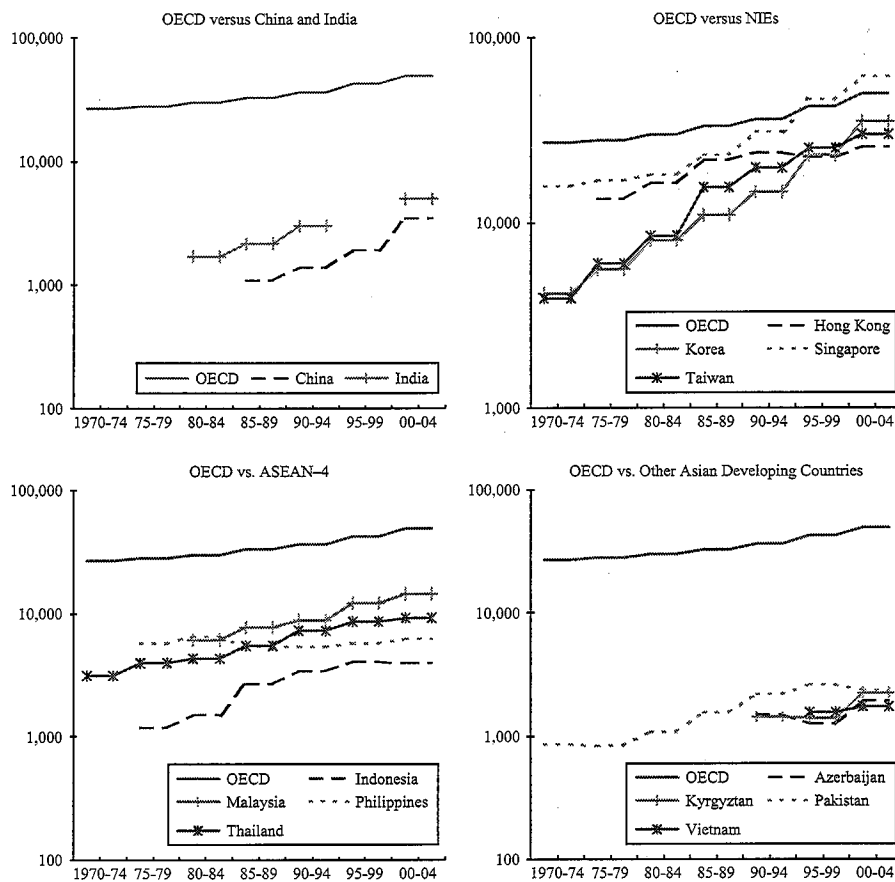 OECD versus China and India
100,000
10,000
1,000
100
OECD China India
1970-74 75-79 80-84 85-89 90-94 95-99 00-04
OECD versus NIEs
100,000
10,000
1,000
OECD Hong Kong
Korea Singapore
Taiwan
1970-74 75-79 80-84 85-89 90-94 95-99 00-04
OECD vs. ASEAN–4
100,000
10,000
1,000
100
OECD Indonesia
Malaysia Philippines
Thailand
1970-74 75-79 80-84 85-89 90-94 95-99 00-04
OECD vs. Other Asian Developing Countries
100,000
10,000
1,000
100
OECD Azerbaijan
Kyrgyztan Pakistan
Vietnam
1970-74 75-79 80-84 85-89 90-94 95-99 00-04